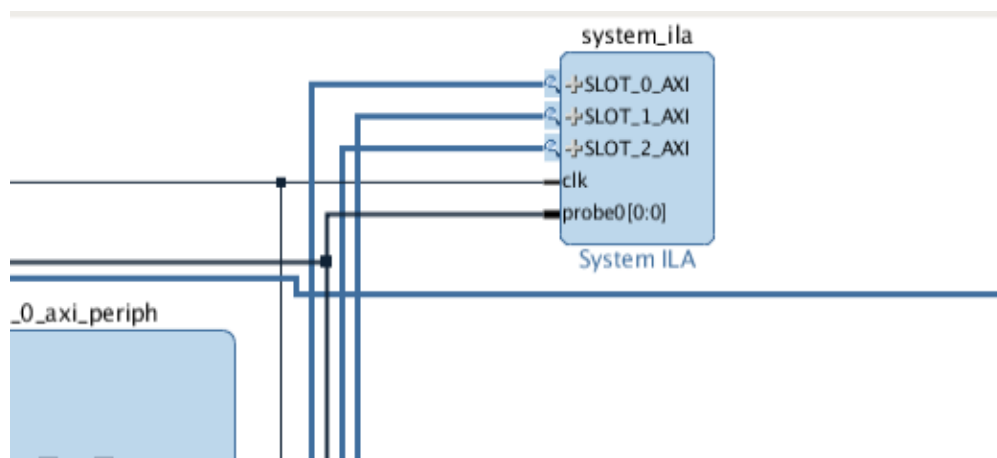 system_ila
SLOT_0_AXI
SLOT_1_AXI
SLOT_2_AXI
clk
probe0[0:0]
System ILA
_0_axi_periph